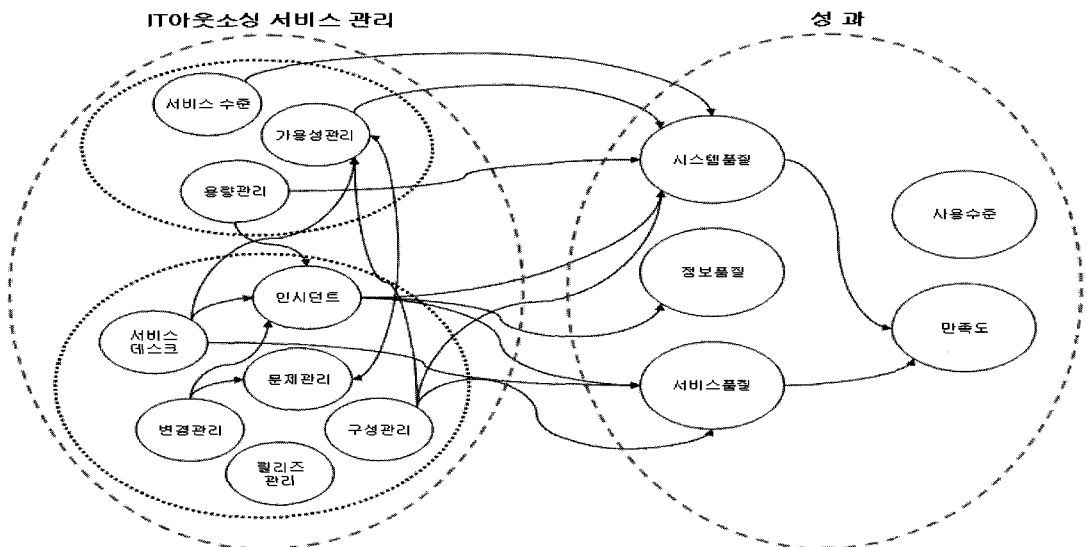 IT아웃소싱 서비스 관리
성 과
서비스 수준
가용성관리
용량관리
인시던트
서비스
데스크
문제관리
변경관리
구성관리
릴리즈
관리
시스템품질
정보품질
서비스품질
사용수준
만족도